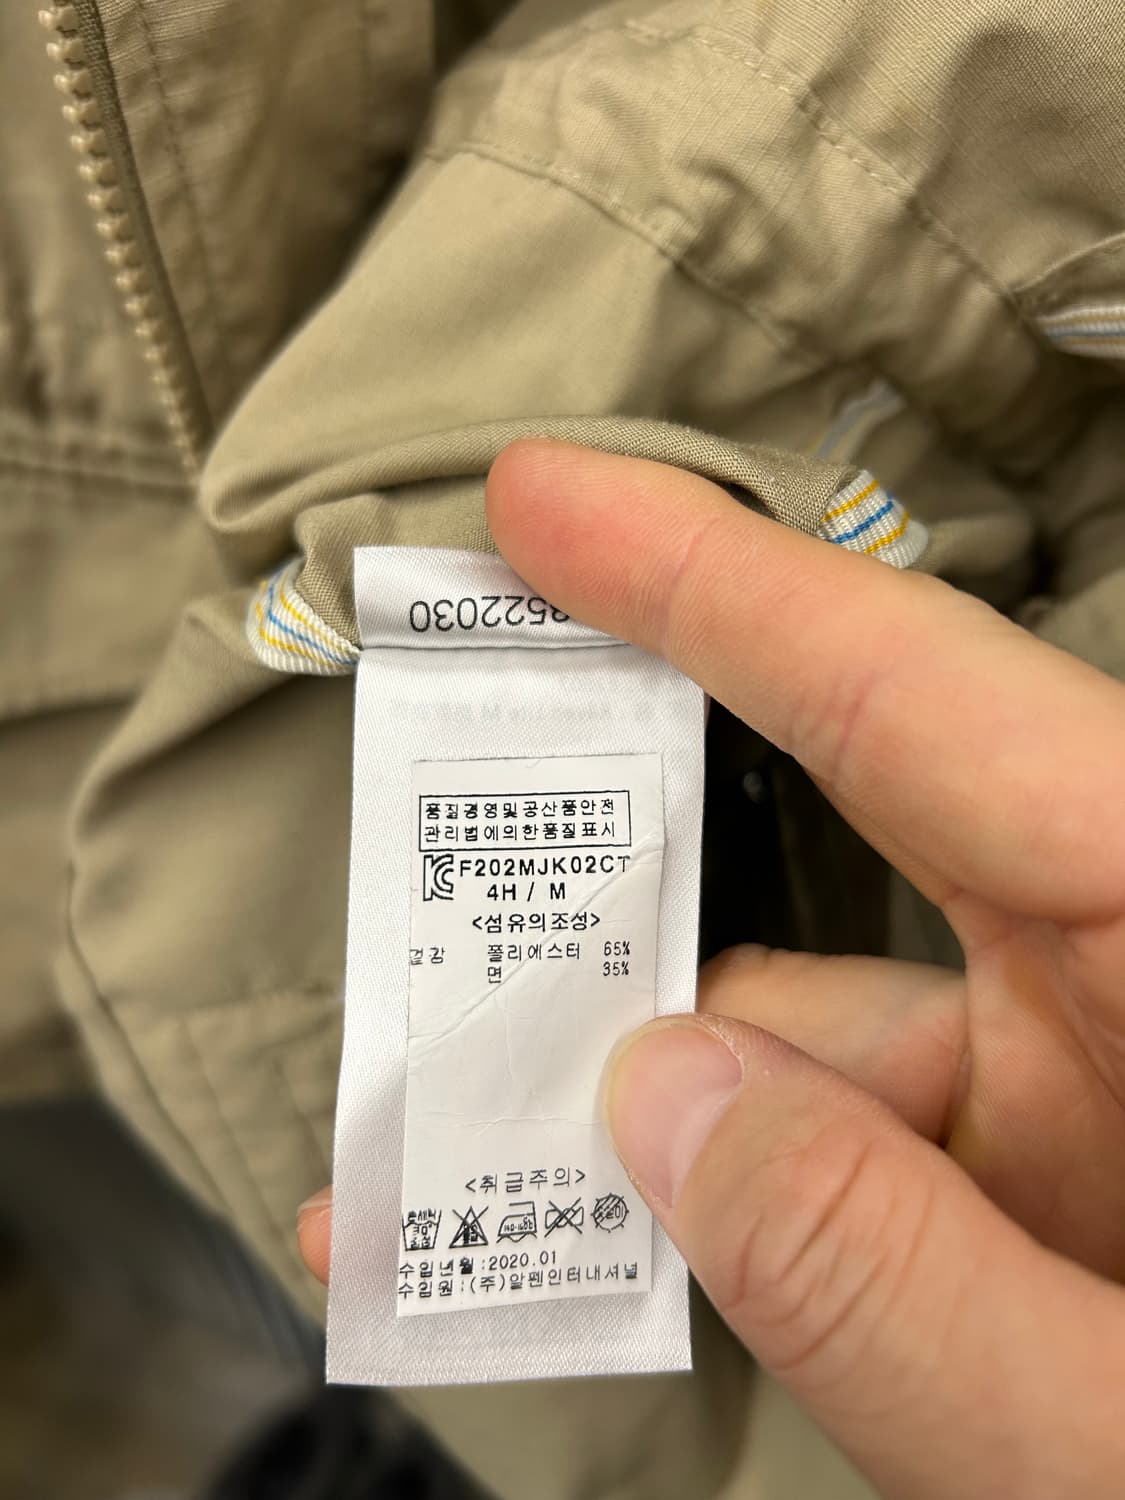 3522030
품질경영및공산품안전
관리법에의한품질표시
F202MJK02CT
4H / M
<섬유의조성>
겉감 폴리에스터 65%
면 35%
<취급주의>
수입년월:2020.01
수입원:(주)알펜인터내셔널